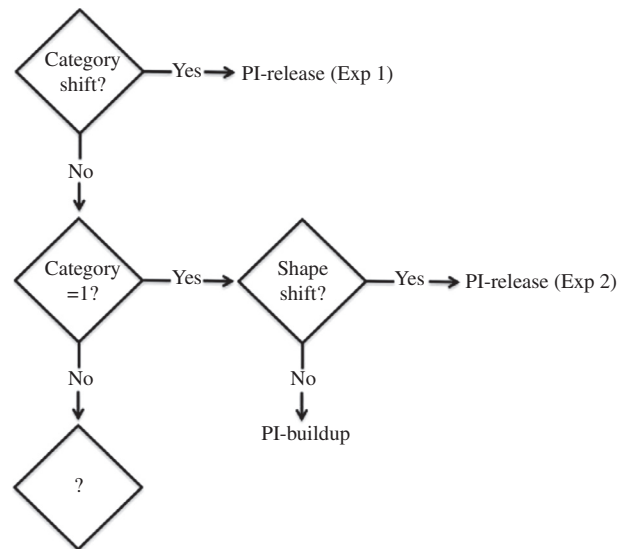 Category
shift?
Yes
PI-release (Exp 1)
No
Category
=1?
Yes
Shape
shift?
Yes
PI-release (Exp 2)
No
No
PI-buildup
?